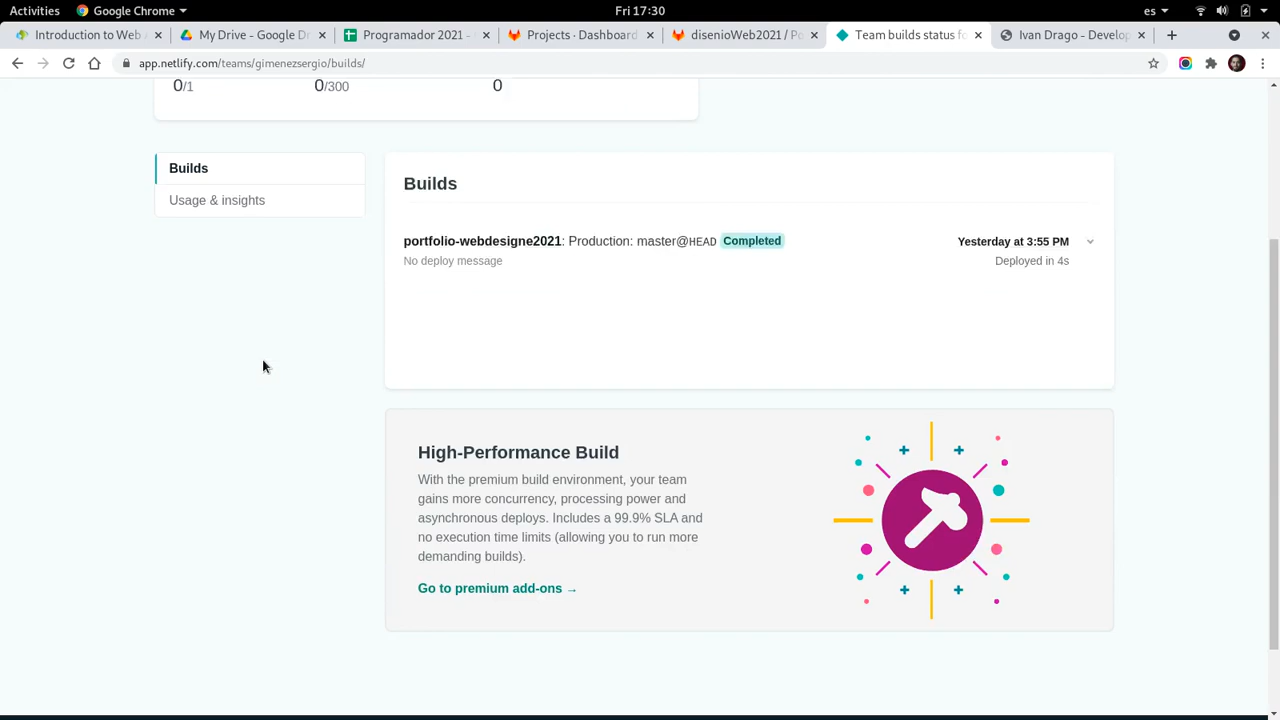 Activities Google Chrome Fri 17:30 es
Introduction to Web A My Drive - Google Dr Programador 2021 - Projects · Dashboard disenioWeb2021 / Po Team builds status fo Ivan Drago - Develop
app.netlify.com/teams/gimenezsergio/builds/
0/1 0/300 0
Builds
Usage & insights
Builds
portfolio-webdesigne2021: Production: master@HEAD Completed Yesterday at 3:55 PM
No deploy message Deployed in 4s
High-Performance Build
With the premium build environment, your team
gains more concurrency, processing power and
asynchronous deploys. Includes a 99.9% SLA and
no execution time limits (allowing you to run more
demanding builds).
Go to premium add-ons →